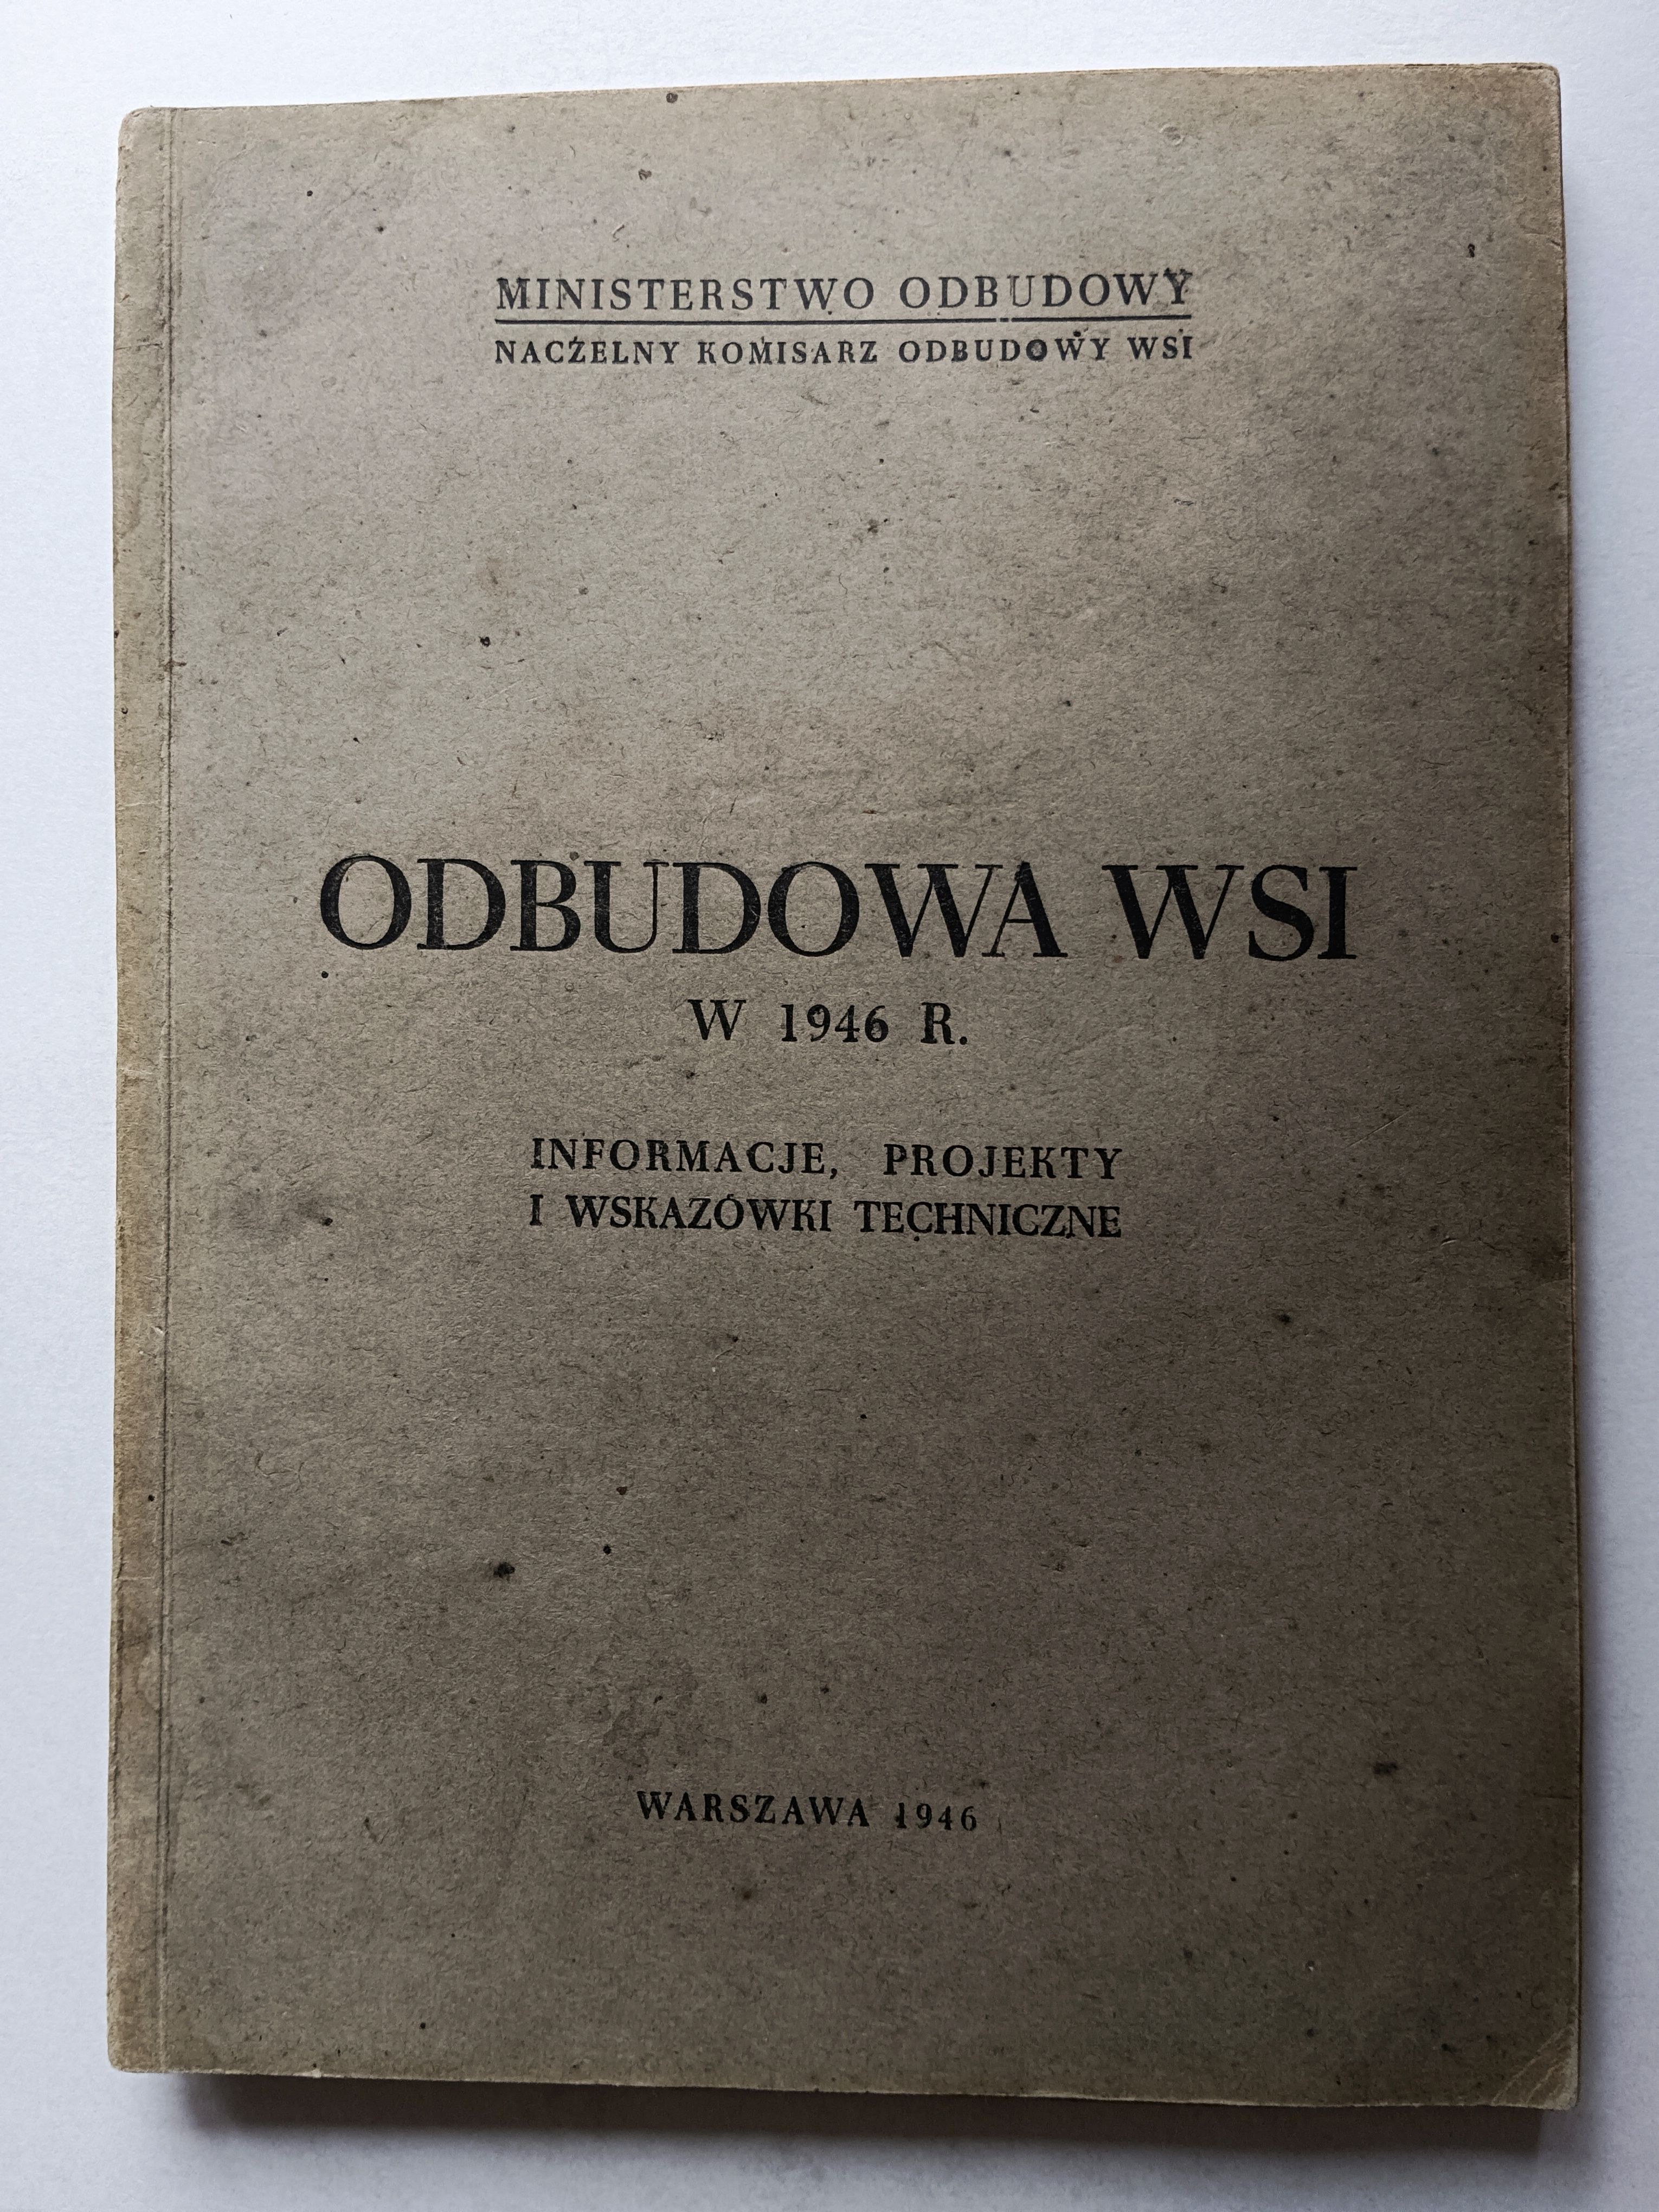 MINISTERSTWO ODBUDOWY
NACZELNY KOMISARZ ODBUDOWY WSI
ODBUDOWA WSI
W 1946 R.
INFORMACJE, PROJEKTY
I WSKAZÓWKI TECHNICZNE
WARSZAWA 1946